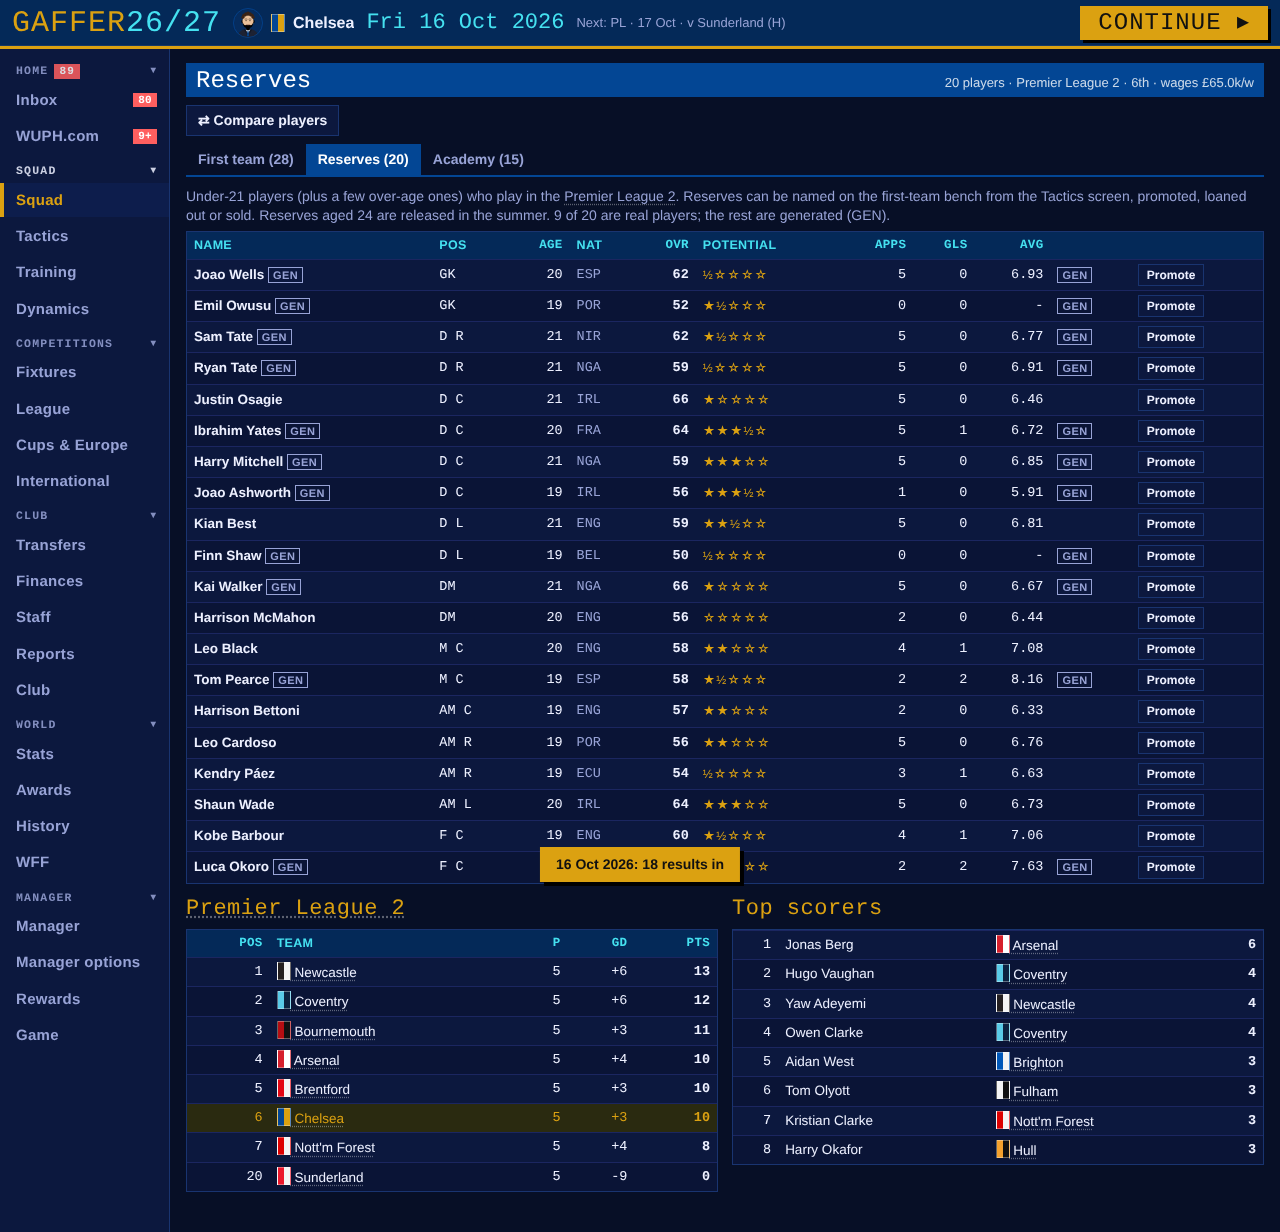 GAFFER26/27 Chelsea Fri 16 Oct 2026 Next: PL · 17 Oct · v Sunderland (H) CONTINUE ►
HOME 89 ▼
Inbox 80
WUPH.com 9+
SQUAD ▼
Squad
Tactics
Training
Dynamics
COMPETITIONS ▼
Fixtures
League
Cups & Europe
International
CLUB ▼
Transfers
Finances
Staff
Reports
Club
WORLD ▼
Stats
Awards
History
WFF
MANAGER ▼
Manager
Manager options
Rewards
Game
Reserves 20 players · Premier League 2 · 6th · wages £65.0k/w
⇄ Compare players
First team (28) Reserves (20) Academy (15)
Under-21 players (plus a few over-age ones) who play in the Premier League 2. Reserves can be named on the first-team bench from the Tactics screen, promoted, loaned
out or sold. Reserves aged 24 are released in the summer. 9 of 20 are real players; the rest are generated (GEN).
NAME POS AGE NAT OVR POTENTIAL APPS GLS AVG
Joao Wells GEN GK 20 ESP 62 ½☆☆☆☆ 5 0 6.93 GEN Promote
Emil Owusu GEN GK 19 POR 52 ★½☆☆☆ 0 0 - GEN Promote
Sam Tate GEN D R 21 NIR 62 ★½☆☆☆ 5 0 6.77 GEN Promote
Ryan Tate GEN D R 21 NGA 59 ½☆☆☆☆ 5 0 6.91 GEN Promote
Justin Osagie D C 21 IRL 66 ★☆☆☆☆ 5 0 6.46 Promote
Ibrahim Yates GEN D C 20 FRA 64 ★★★½☆ 5 1 6.72 GEN Promote
Harry Mitchell GEN D C 21 NGA 59 ★★★☆☆ 5 0 6.85 GEN Promote
Joao Ashworth GEN D C 19 IRL 56 ★★★½☆ 1 0 5.91 GEN Promote
Kian Best D L 21 ENG 59 ★★½☆☆ 5 0 6.81 Promote
Finn Shaw GEN D L 19 BEL 50 ½☆☆☆☆ 0 0 - GEN Promote
Kai Walker GEN DM 21 NGA 66 ★☆☆☆☆ 5 0 6.67 GEN Promote
Harrison McMahon DM 20 ENG 56 ☆☆☆☆☆ 2 0 6.44 Promote
Leo Black M C 20 ENG 58 ★★☆☆☆ 4 1 7.08 Promote
Tom Pearce GEN M C 19 ESP 58 ★½☆☆☆ 2 2 8.16 GEN Promote
Harrison Bettoni AM C 19 ENG 57 ★★☆☆☆ 2 0 6.33 Promote
Leo Cardoso AM R 19 POR 56 ★★☆☆☆ 5 0 6.76 Promote
Kendry Páez AM R 19 ECU 54 ½☆☆☆☆ 3 1 6.63 Promote
Shaun Wade AM L 20 IRL 64 ★★★☆☆ 5 0 6.73 Promote
Kobe Barbour F C 19 ENG 60 ★½☆☆☆ 4 1 7.06 Promote
Luca Okoro GEN F C ☆☆ 2 2 7.63 GEN Promote
16 Oct 2026: 18 results in
Premier League 2
POS TEAM P GD PTS
1 Newcastle 5 +6 13
2 Coventry 5 +6 12
3 Bournemouth 5 +3 11
4 Arsenal 5 +4 10
5 Brentford 5 +3 10
6 Chelsea 5 +3 10
7 Nott'm Forest 5 +4 8
20 Sunderland 5 -9 0
Top scorers
1 Jonas Berg Arsenal 6
2 Hugo Vaughan Coventry 4
3 Yaw Adeyemi Newcastle 4
4 Owen Clarke Coventry 4
5 Aidan West Brighton 3
6 Tom Olyott Fulham 3
7 Kristian Clarke Nott'm Forest 3
8 Harry Okafor Hull 3